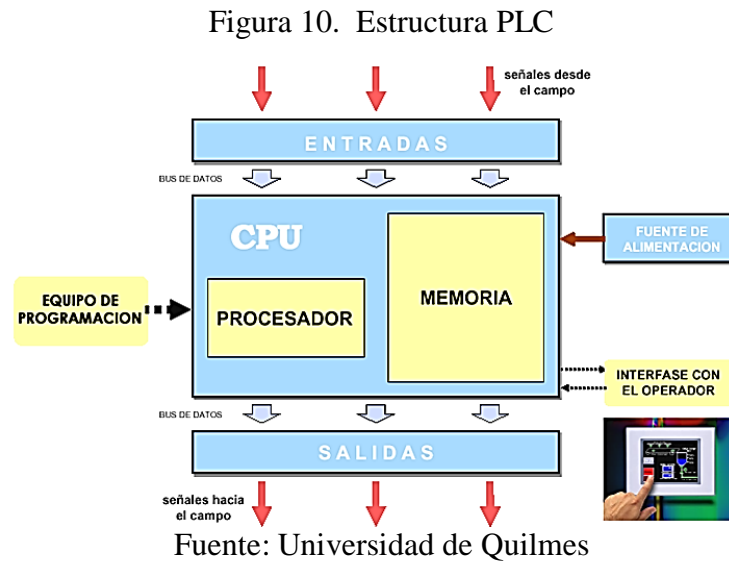 Figura 10. Estructura PLC
señales desde
el campo
ENTRADAS
BUS DE DATOS
CPU
FUENTE DE
ALIMENTACION
EQUIPO DE
PROGRAMACION
PROCESADOR
MEMORIA
INTERFASE CON
EL OPERADOR
BUS DE DATOS
SALIDAS
señales hacia
el campo
Fuente: Universidad de Quilmes